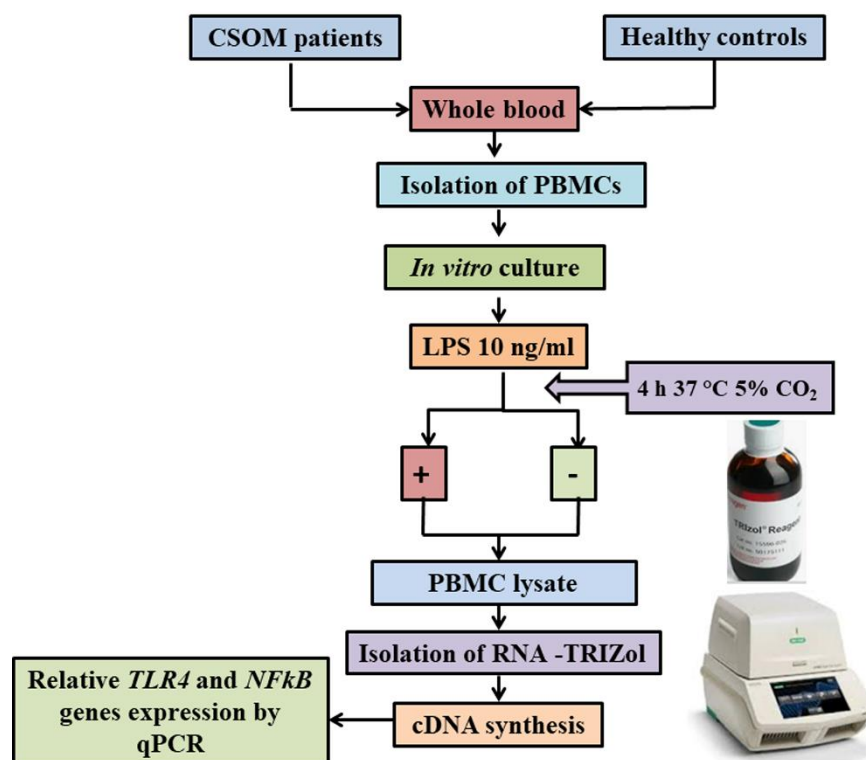 CSOM patients
Healthy controls
Whole blood
Isolation of PBMCs
In vitro culture
LPS 10 ng/ml
4 h 37 °C 5% CO₂
+
-
TRIzol® Reagent
PBMC lysate
Isolation of RNA -TRIZol
Relative TLR4 and NFkB
genes expression by
qPCR
cDNA synthesis